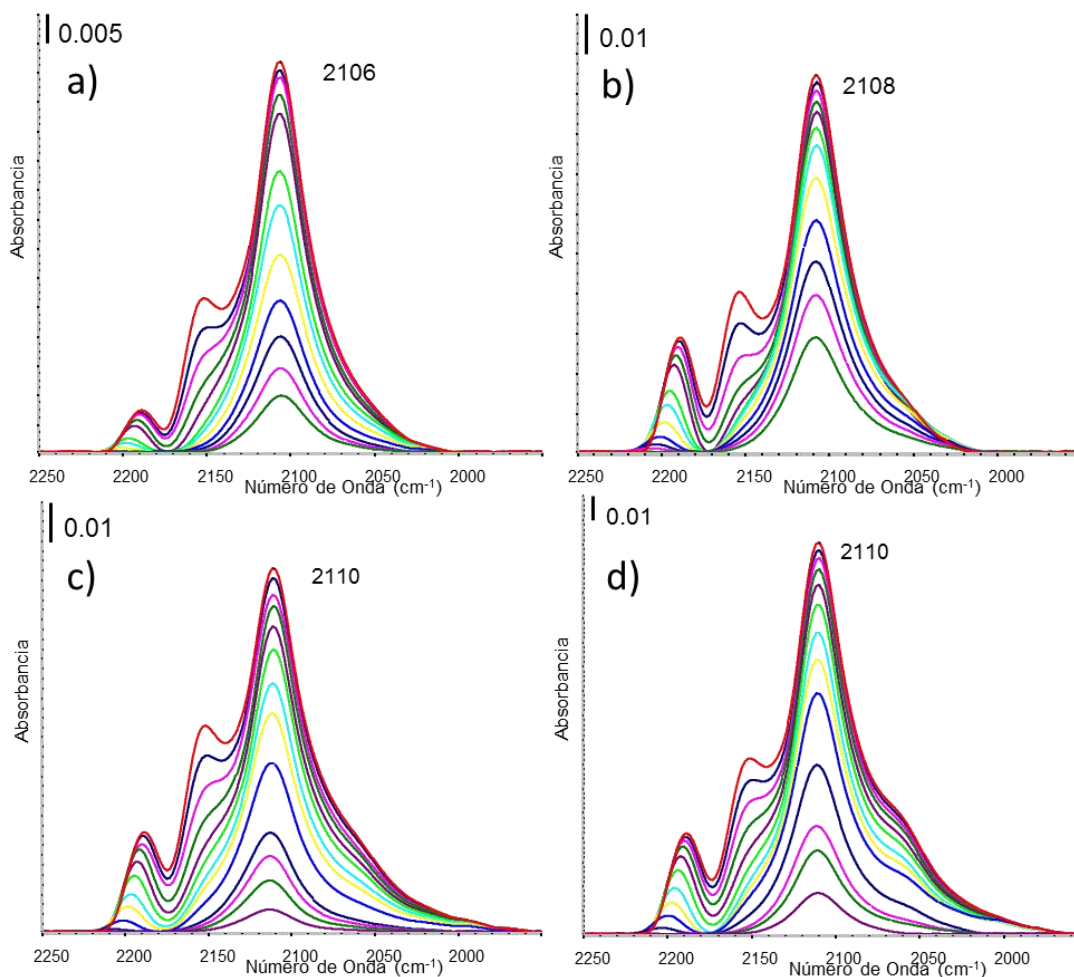 0.005
a)
2106
Absorbancia
2250 2200 2150 2100 2050 2000
Número de Onda (cm-1)
0.01
b)
2108
Absorbancia
2250 2200 2150 2100 2050 2000
Número de Onda (cm-1)
0.01
c)
2110
Absorbancia
2250 2200 2150 2100 2050 2000
Número de Onda (cm-1)
0.01
d)
2110
Absorbancia
2250 2200 2150 2100 2050 2000
Número de Onda (cm-1)